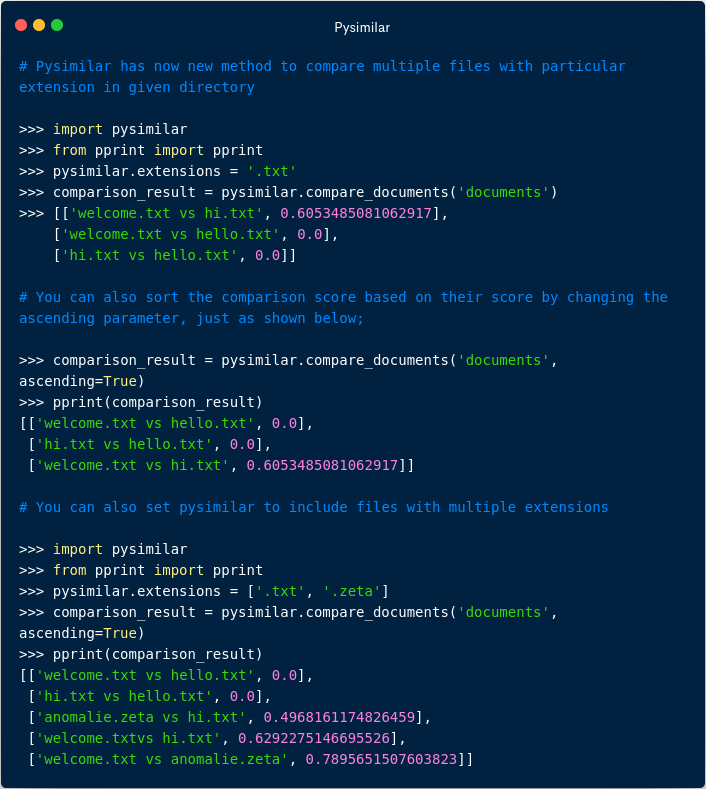 Pysimilar
# Pysimilar has now new method to compare multiple files with particular
extension in given directory
>>> import pysimilar
>>> from pprint import pprint
>>> pysimilar.extensions = '.txt'
>>> comparison_result = pysimilar.compare_documents('documents')
>>> [['welcome.txt vs hi.txt', 0.6053485081062917],
    ['welcome.txt vs hello.txt', 0.0],
    ['hi.txt vs hello.txt', 0.0]]
# You can also sort the comparison score based on their score by changing the
ascending parameter, just as shown below;
>>> comparison_result = pysimilar.compare_documents('documents',
ascending=True)
>>> pprint(comparison_result)
[['welcome.txt vs hello.txt', 0.0],
 ['hi.txt vs hello.txt', 0.0],
 ['welcome.txt vs hi.txt', 0.6053485081062917]]
# You can also set pysimilar to include files with multiple extensions
>>> import pysimilar
>>> from pprint import pprint
>>> pysimilar.extensions = ['.txt', '.zeta']
>>> comparison_result = pysimilar.compare_documents('documents',
ascending=True)
>>> pprint(comparison_result)
[['welcome.txt vs hello.txt', 0.0],
 ['hi.txt vs hello.txt', 0.0],
 ['anomalie.zeta vs hi.txt', 0.4968161174826459],
 ['welcome.txtvs hi.txt', 0.6292275146695526],
 ['welcome.txt vs anomalie.zeta', 0.7895651507603823]]